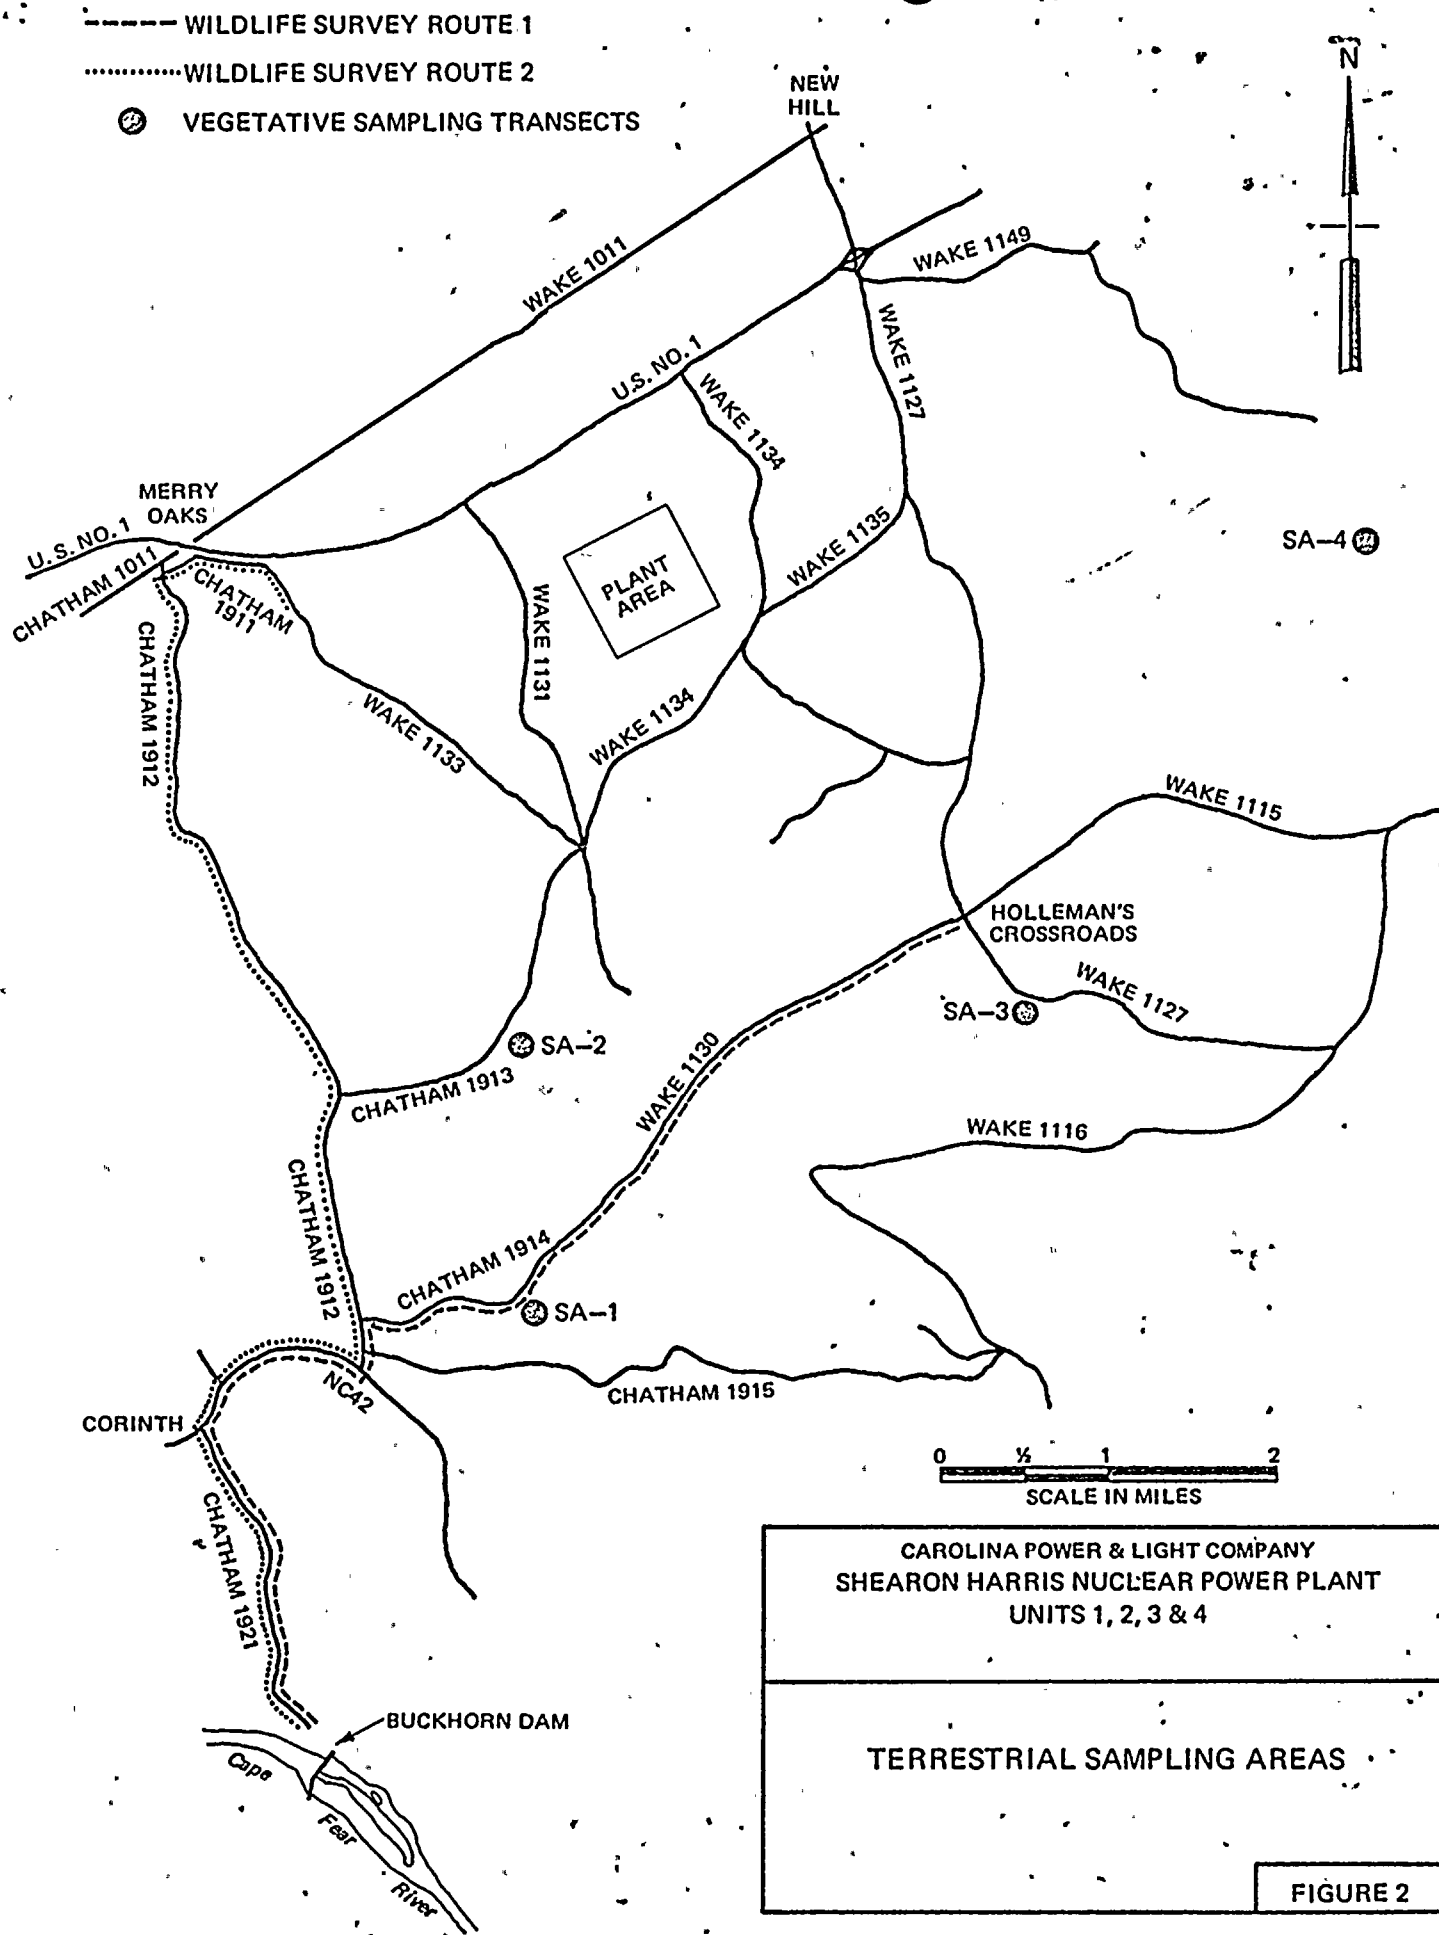 WILDLIFE SURVEY ROUTE 1
WILDLIFE SURVEY ROUTE 2
VEGETATIVE SAMPLING TRANSECTS
N
NEW
HILL
WAKE 1011
WAKE 1149
U.S. NO. 1
WAKE 1127
WAKE 1134
MERRY
OAKS
U.S. NO. 1
CHATHAM 1011
CHATHAM
1911
WAKE 1135
SA-4
PLANT
AREA
WAKE 1131
CHATHAM 1912
WAKE 1133
WAKE 1134
WAKE 1115
HOLLEMAN'S
CROSSROADS
WAKE 1127
SA-3
SA-2
CHATHAM 1913
WAKE 1130
WAKE 1116
CHATHAM 1912
CHATHAM 1914
SA-1
NC42
CHATHAM 1915
CORINTH
0 ½ 1 2
SCALE IN MILES
CHATHAM 1921
BUCKHORN DAM
Cape
Fear
River
CAROLINA POWER & LIGHT COMPANY
SHEARON HARRIS NUCLEAR POWER PLANT
UNITS 1, 2, 3 & 4
TERRESTRIAL SAMPLING AREAS
FIGURE 2